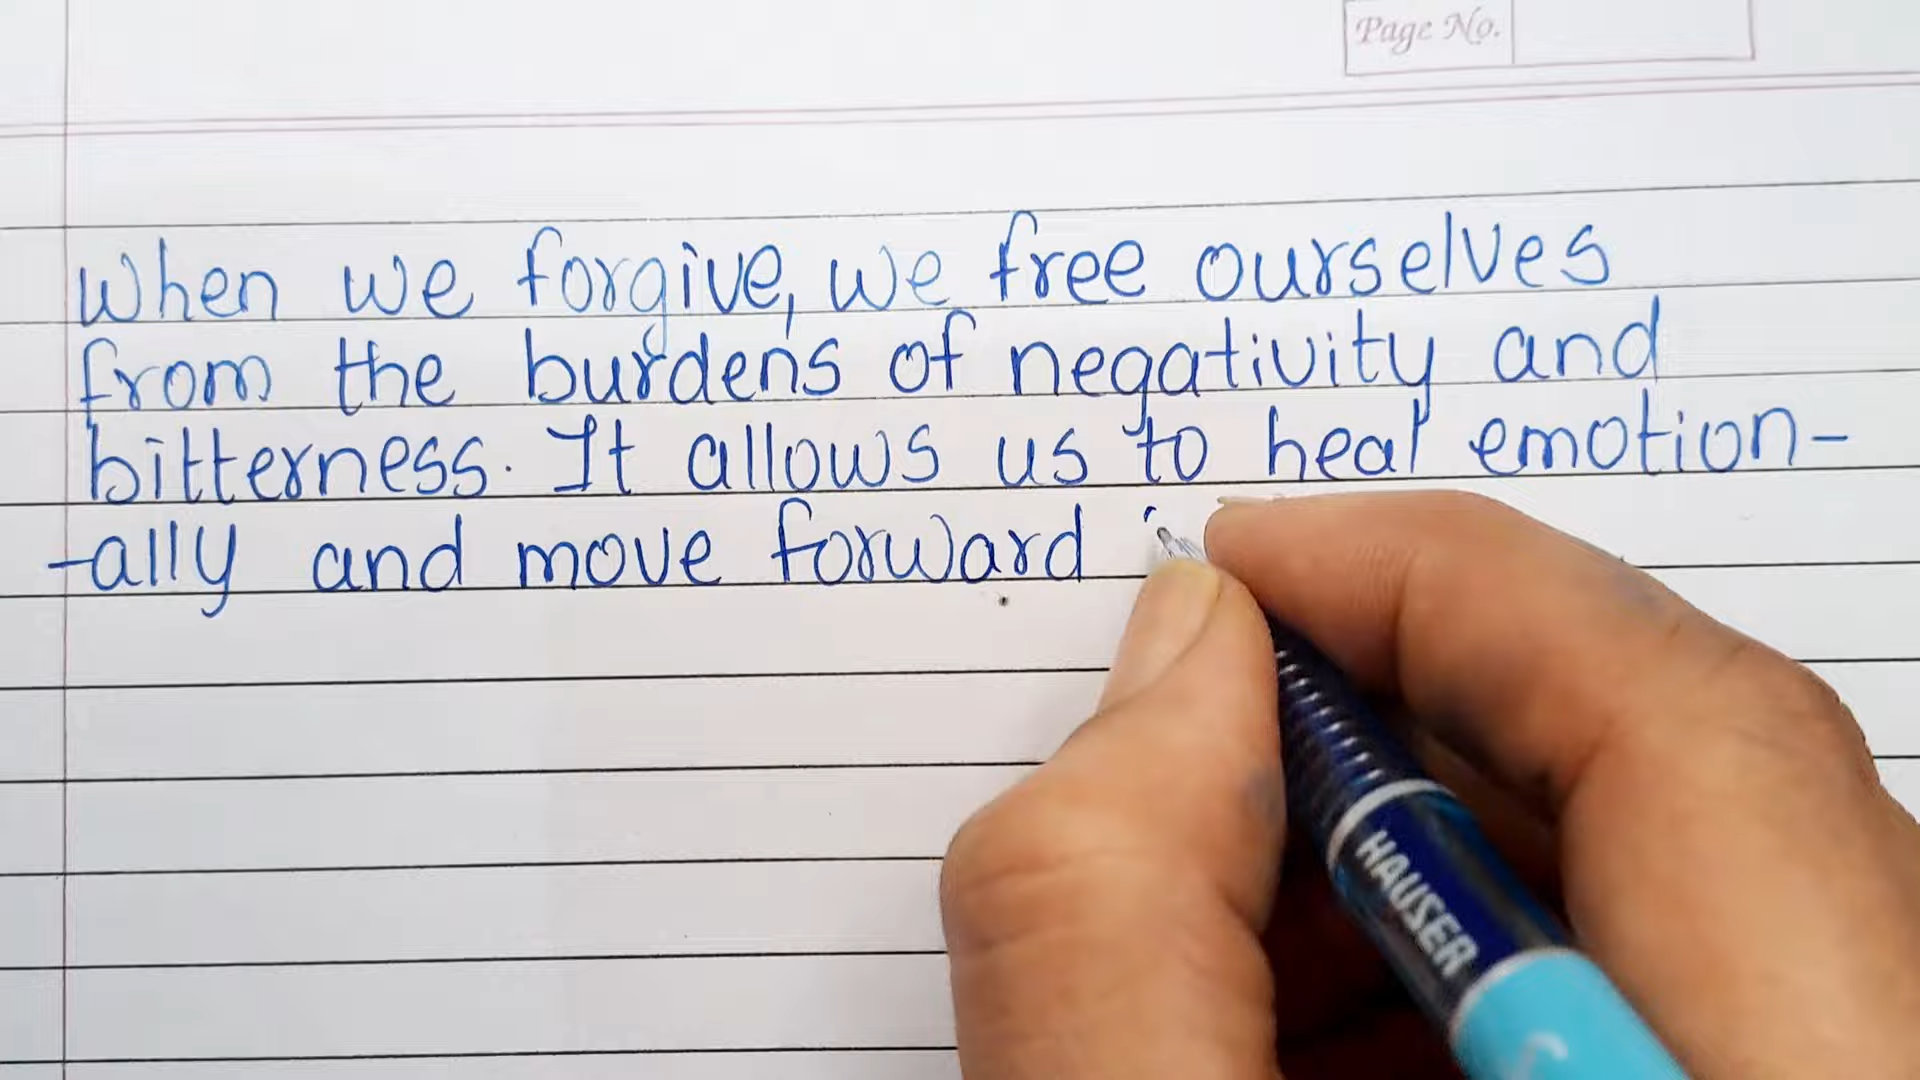 Page No.
When we forgive, we free ourselves
from the burdens of negativity and
bitterness. It allows us to heal emotion-
-ally and move forward
HAUSER